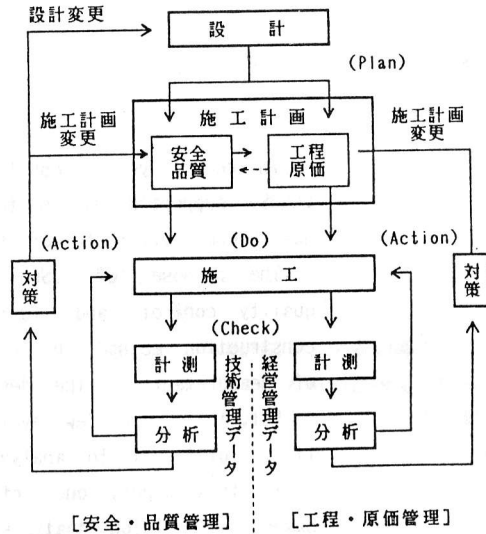 設計変更
設計
(Plan)
施工計画
変更
施工計画
施工計画
変更
安全
品質
工程
原価
(Action)
(Do)
(Action)
対策
施工
対策
(Check)
計測
技術管理データ
経営管理データ
計測
分析
分析
[安全・品質管理]
[工程・原価管理]